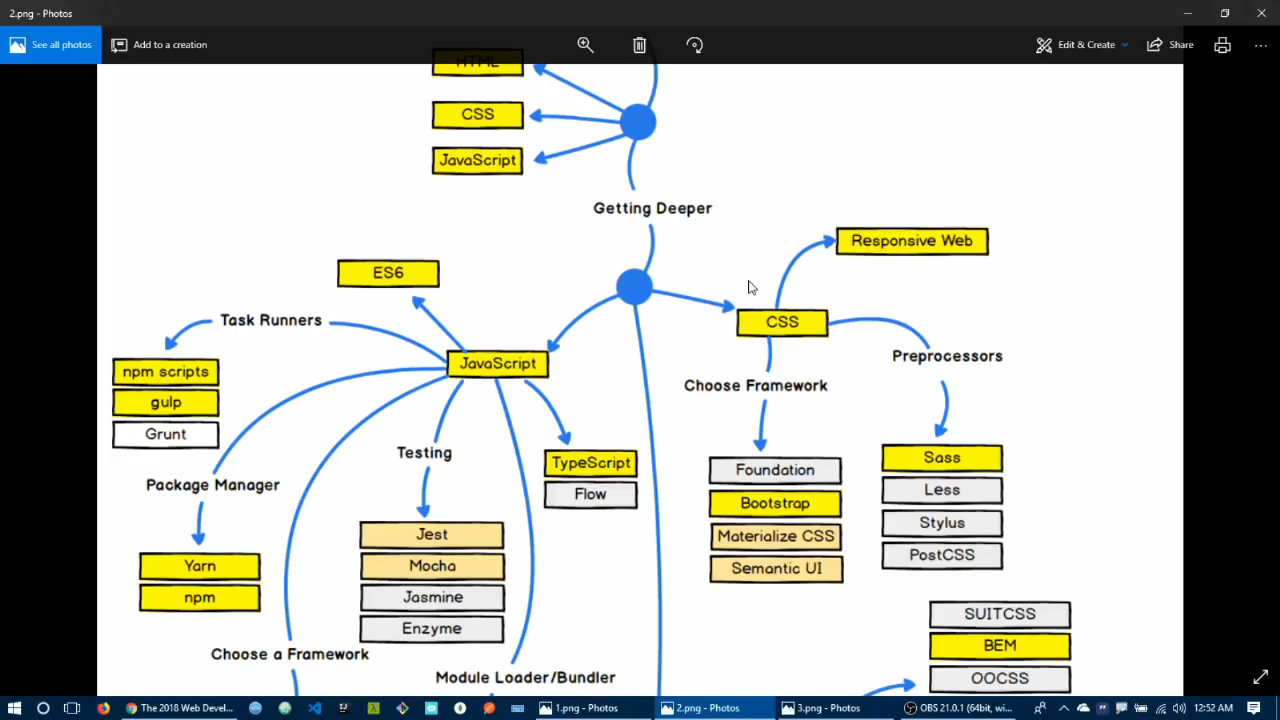 2.png - Photos
See all photos
Add to a creation
Edit & Create
Share
HTML
CSS
JavaScript
Getting Deeper
Responsive Web
ES6
CSS
Task Runners
JavaScript
Preprocessors
npm scripts
gulp
Grunt
Choose Framework
Testing
TypeScript
Flow
Foundation
Bootstrap
Materialize CSS
Semantic UI
Sass
Less
Stylus
PostCSS
Package Manager
Yarn
npm
Jest
Mocha
Jasmine
Enzyme
SUITCSS
BEM
OOCSS
Choose a Framework
Module Loader/Bundler
The 2018 Web Devel...
1.png - Photos
2.png - Photos
3.png - Photos
OBS 21.0.1 (64bit, wi...
12:52 AM